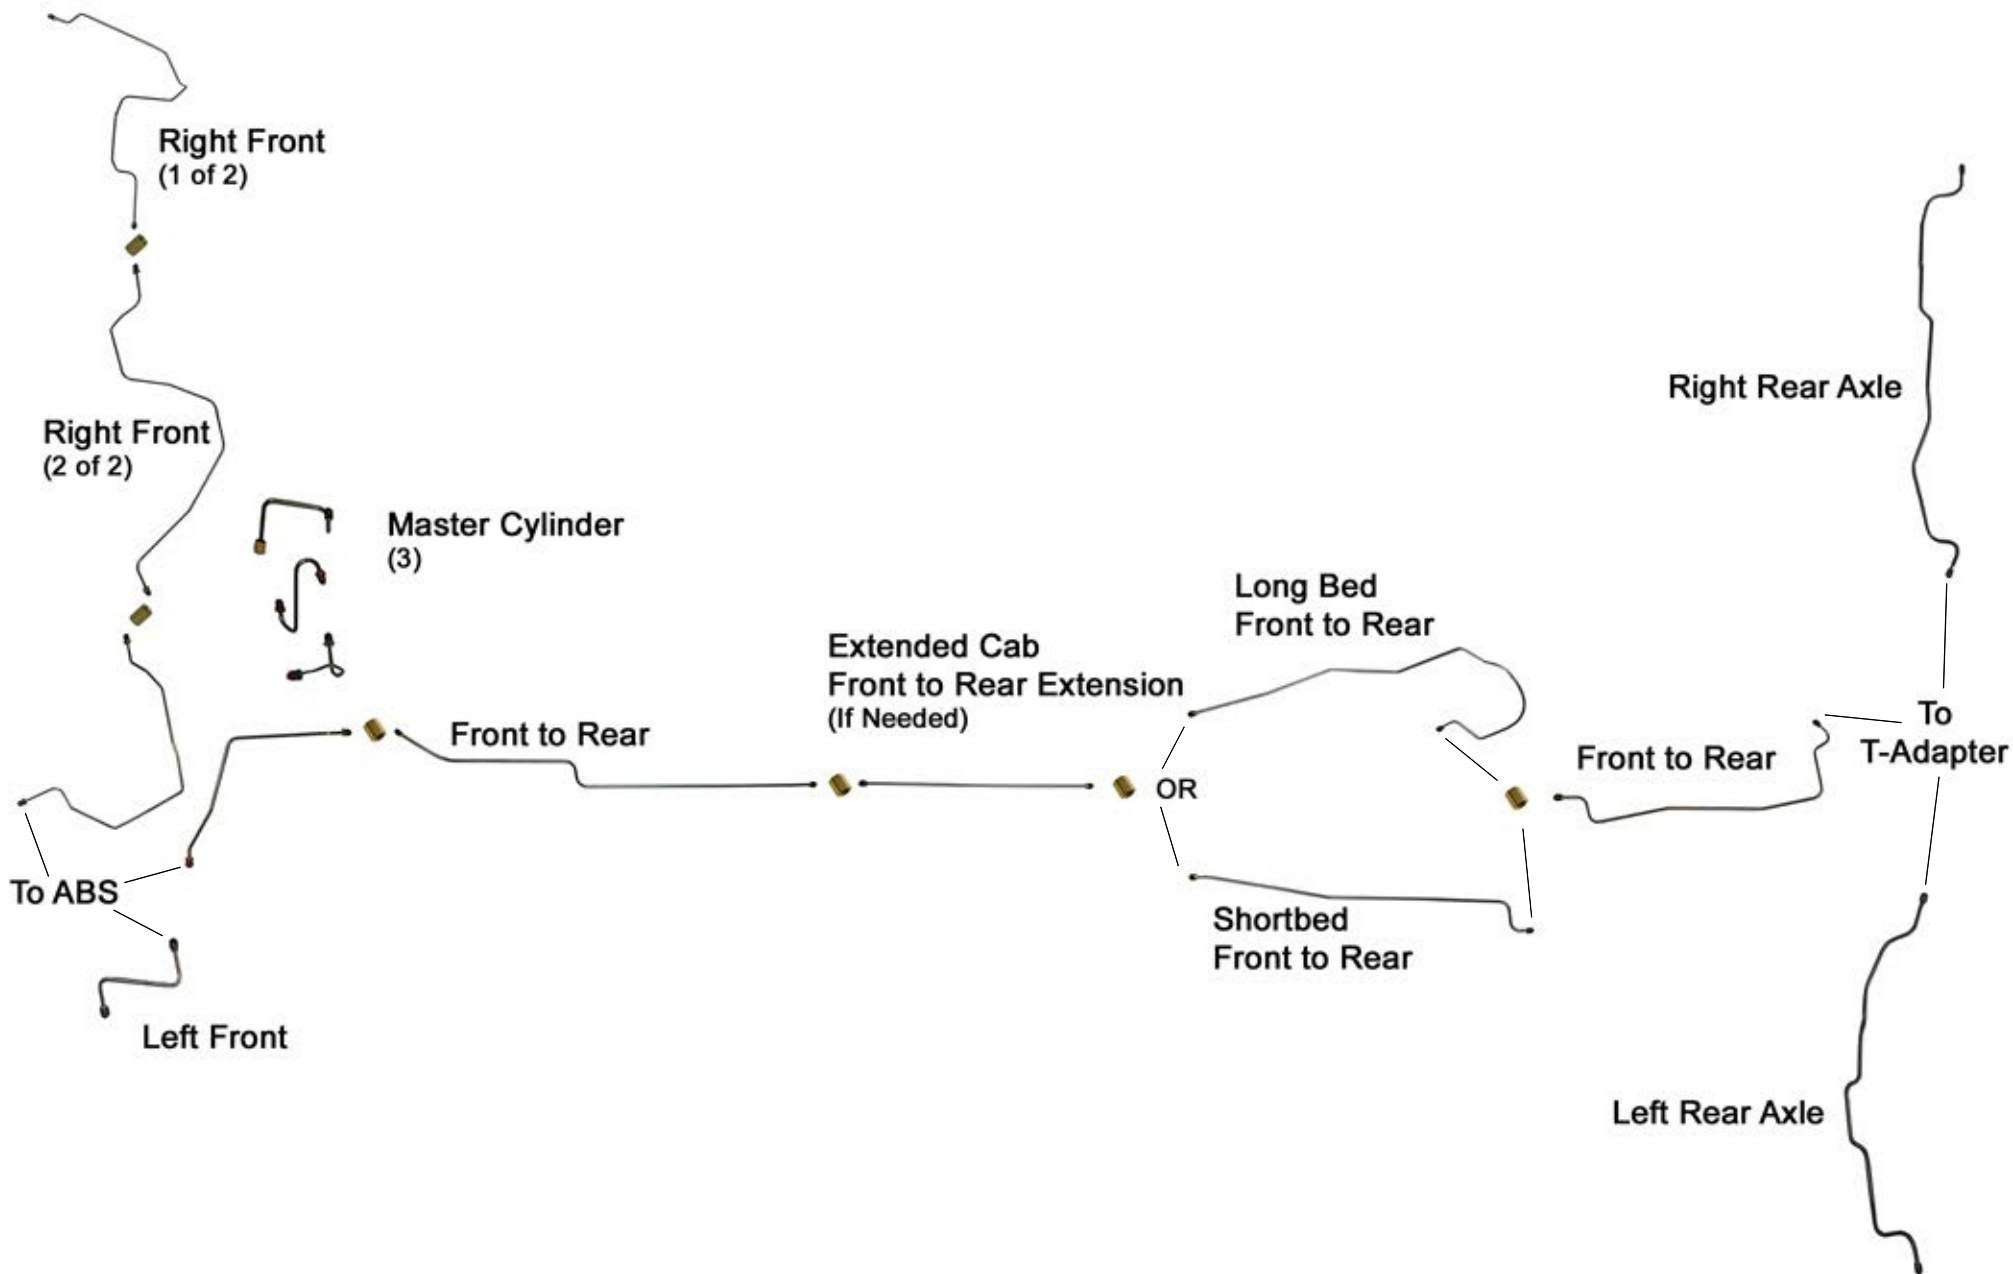 Right Front
(1 of 2)
Right Rear Axle
Right Front
(2 of 2)
Master Cylinder
(3)
Long Bed
Front to Rear
Extended Cab
Front to Rear Extension
(If Needed)
Front to Rear
To
T-Adapter
Front to Rear
OR
To ABS
Shortbed
Front to Rear
Left Front
Left Rear Axle